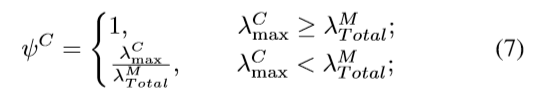 ψ^C = { 1, λ^C_max ≥ λ^M_Total;
λ^C_max / λ^M_Total, λ^C_max < λ^M_Total; (7)